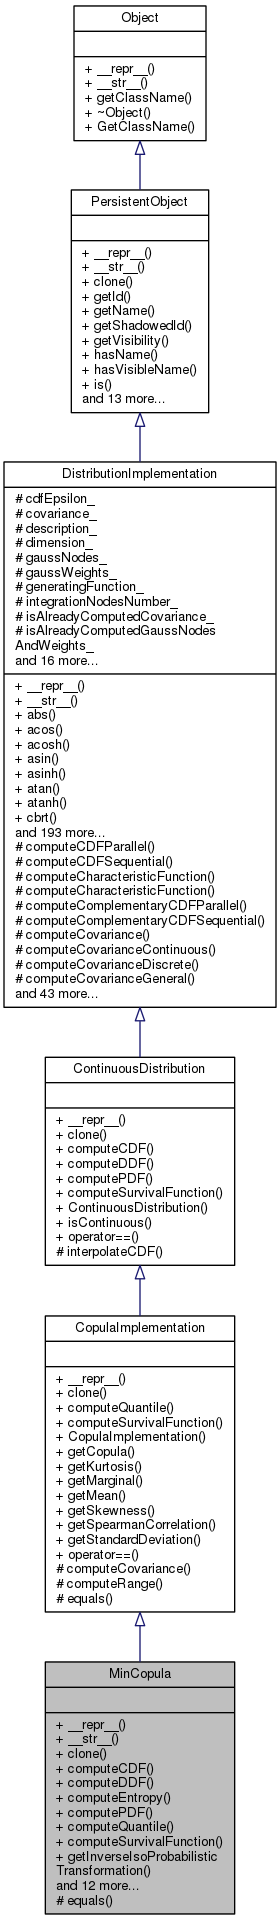 Object
+ __repr__()
+ __str__()
+ getClassName()
+ ~Object()
+ GetClassName()
PersistentObject
+ __repr__()
+ __str__()
+ clone()
+ getId()
+ getName()
+ getShadowedId()
+ getVisibility()
+ hasName()
+ hasVisibleName()
+ is()
and 13 more...
DistributionImplementation
# cdfEpsilon_
# covariance_
# description_
# dimension_
# gaussNodes_
# gaussWeights_
# generatingFunction_
# integrationNodesNumber_
# isAlreadyComputedCovariance_
# isAlreadyComputedGaussNodes
AndWeights_
and 16 more...
+ __repr__()
+ __str__()
+ abs()
+ acos()
+ acosh()
+ asin()
+ asinh()
+ atan()
+ atanh()
+ cbrt()
and 193 more...
# computeCDFParallel()
# computeCDFSequential()
# computeCharacteristicFunction()
# computeCharacteristicFunction()
# computeComplementaryCDFParallel()
# computeComplementaryCDFSequential()
# computeCovariance()
# computeCovarianceContinuous()
# computeCovarianceDiscrete()
# computeCovarianceGeneral()
and 43 more...
ContinuousDistribution
+ __repr__()
+ clone()
+ computeCDF()
+ computeDDF()
+ computePDF()
+ computeSurvivalFunction()
+ ContinuousDistribution()
+ isContinuous()
+ operator==()
# interpolateCDF()
CopulaImplementation
+ __repr__()
+ clone()
+ computeQuantile()
+ computeSurvivalFunction()
+ CopulaImplementation()
+ getCopula()
+ getKurtosis()
+ getMarginal()
+ getMean()
+ getSkewness()
+ getSpearmanCorrelation()
+ getStandardDeviation()
+ operator==()
# computeCovariance()
# computeRange()
# equals()
MinCopula
+ __repr__()
+ __str__()
+ clone()
+ computeCDF()
+ computeDDF()
+ computeEntropy()
+ computePDF()
+ computeQuantile()
+ computeSurvivalFunction()
+ getInverseIsoProbabilistic
Transformation()
and 12 more...
# equals()